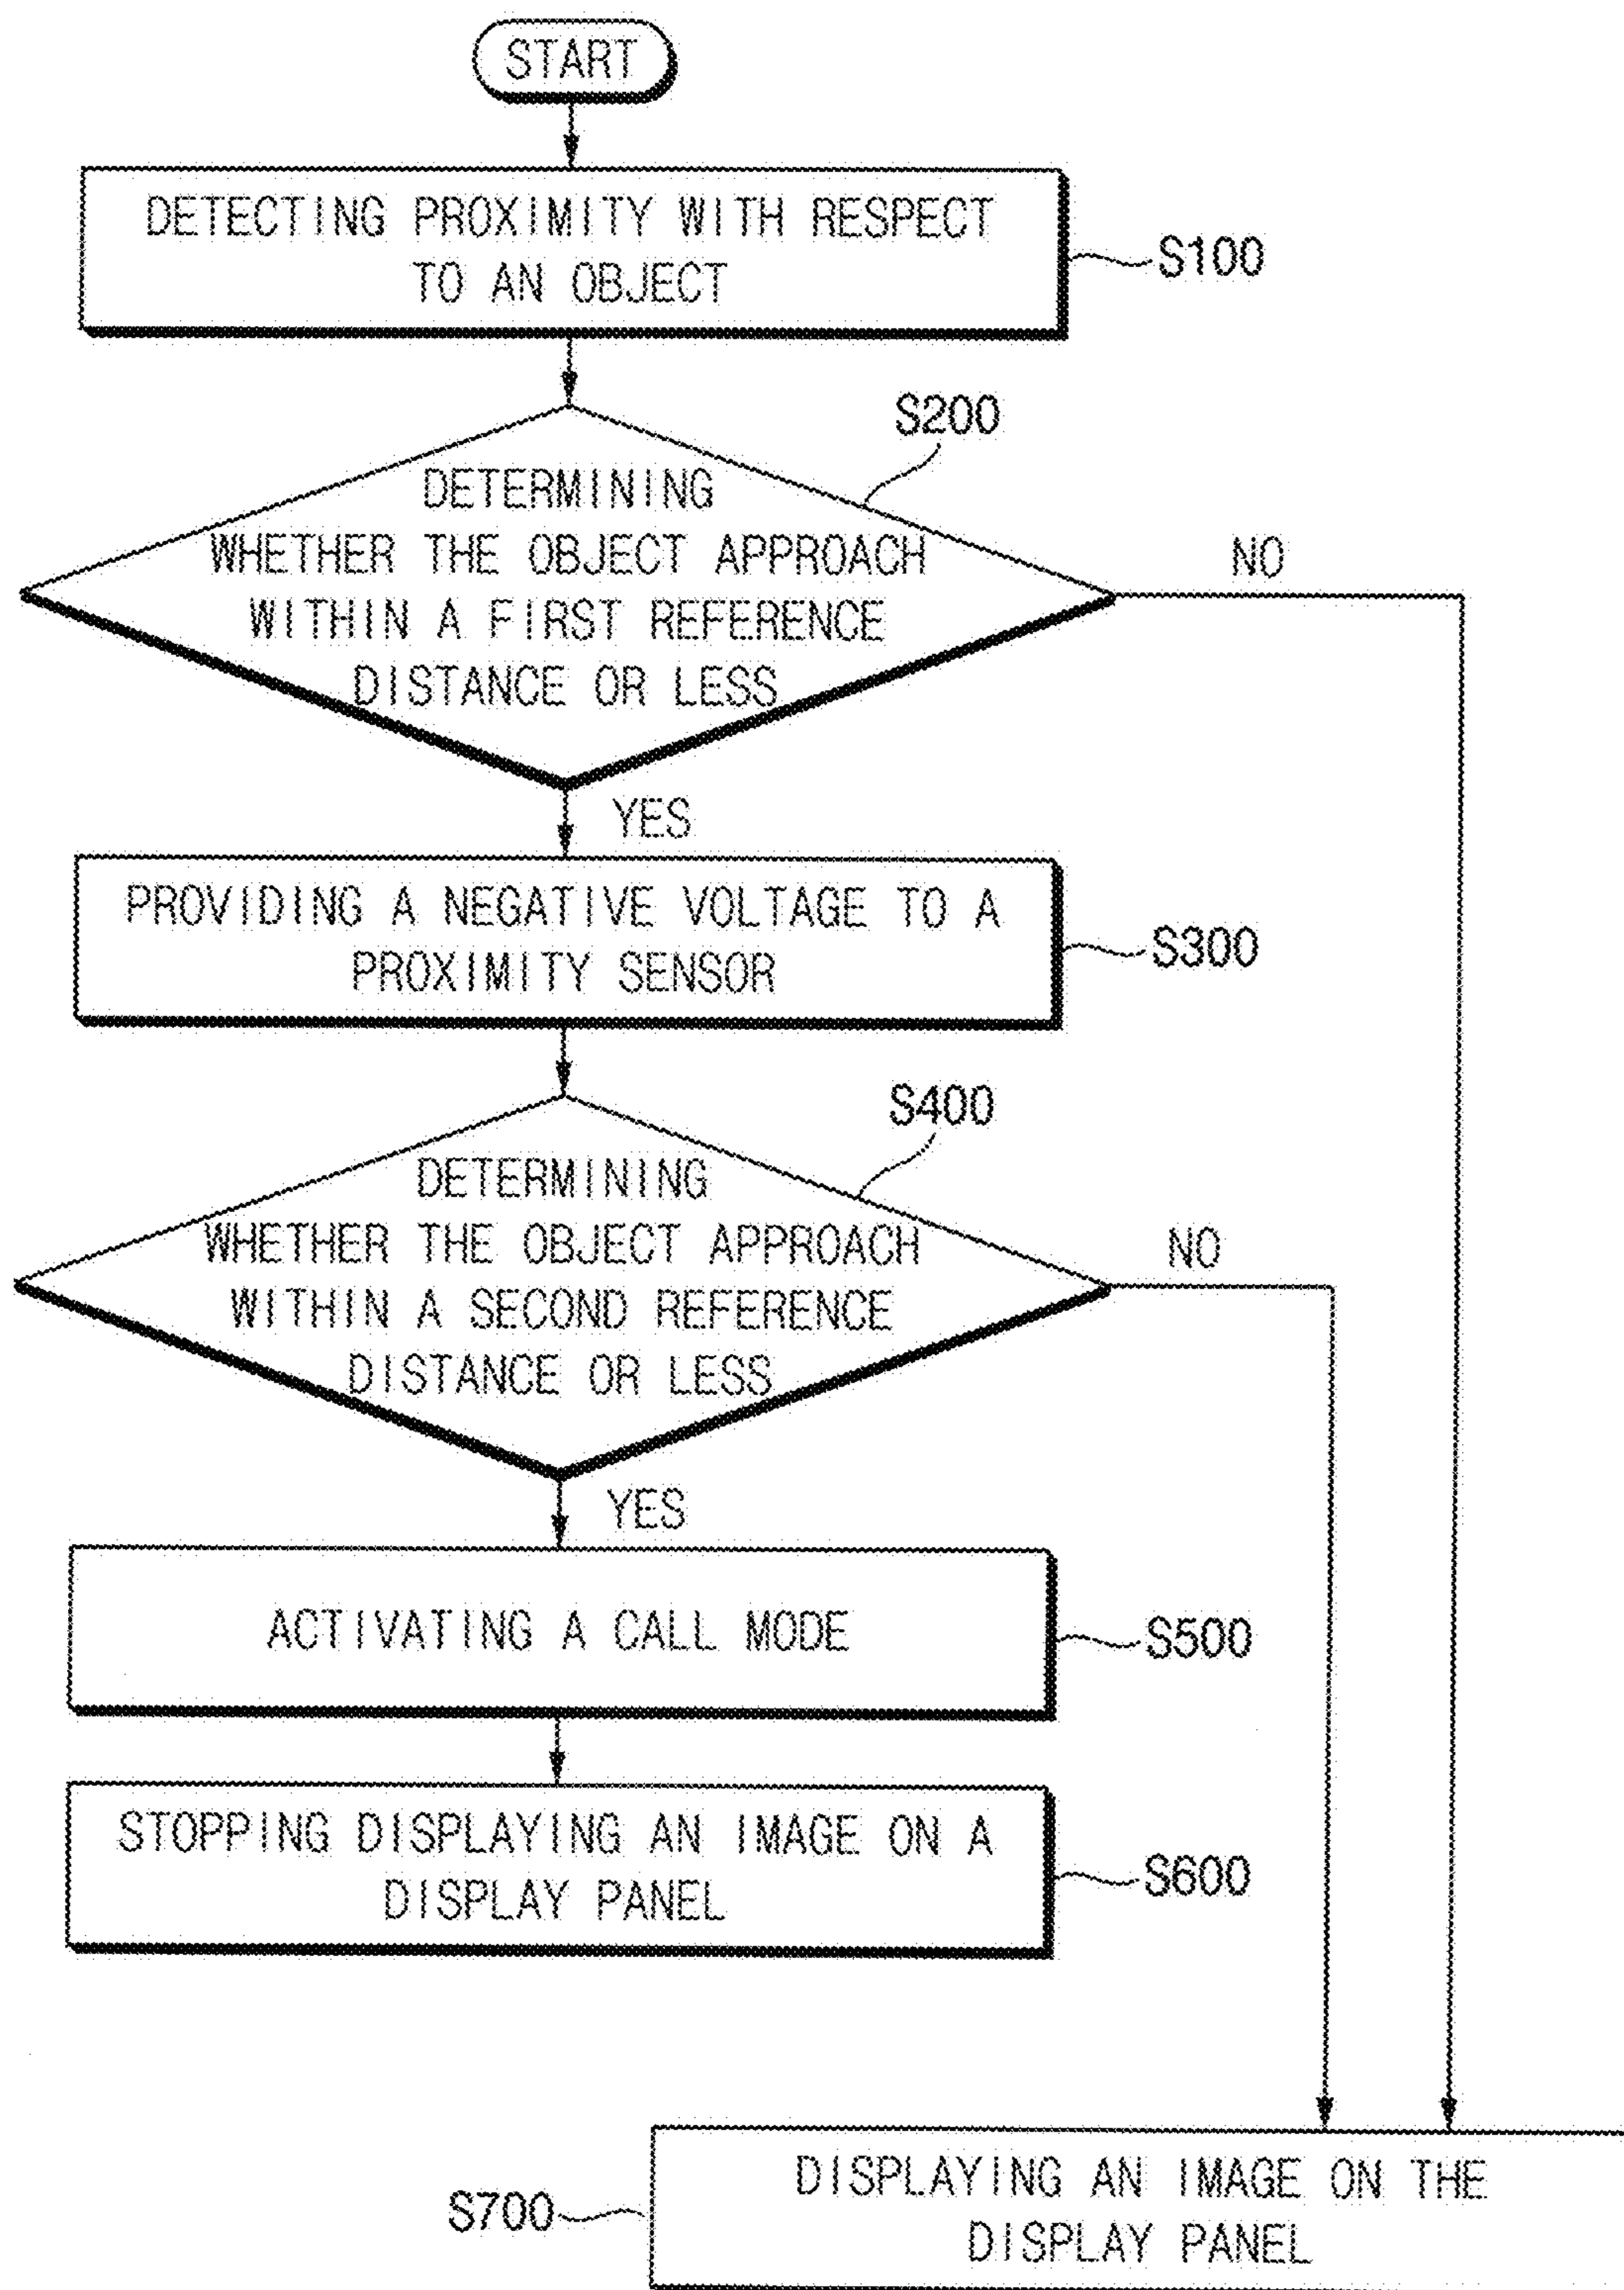 START
DETECTING PROXIMITY WITH RESPECT
TO AN OBJECT
S100
S200
DETERMINING
WHETHER THE OBJECT APPROACH
WITHIN A FIRST REFERENCE
DISTANCE OR LESS
NO
YES
PROVIDING A NEGATIVE VOLTAGE TO A
PROXIMITY SENSOR
S300
S400
DETERMINING
WHETHER THE OBJECT APPROACH
WITHIN A SECOND REFERENCE
DISTANCE OR LESS
NO
YES
ACTIVATING A CALL MODE
S500
STOPPING DISPLAYING AN IMAGE ON A
DISPLAY PANEL
S600
S700
DISPLAYING AN IMAGE ON THE
DISPLAY PANEL